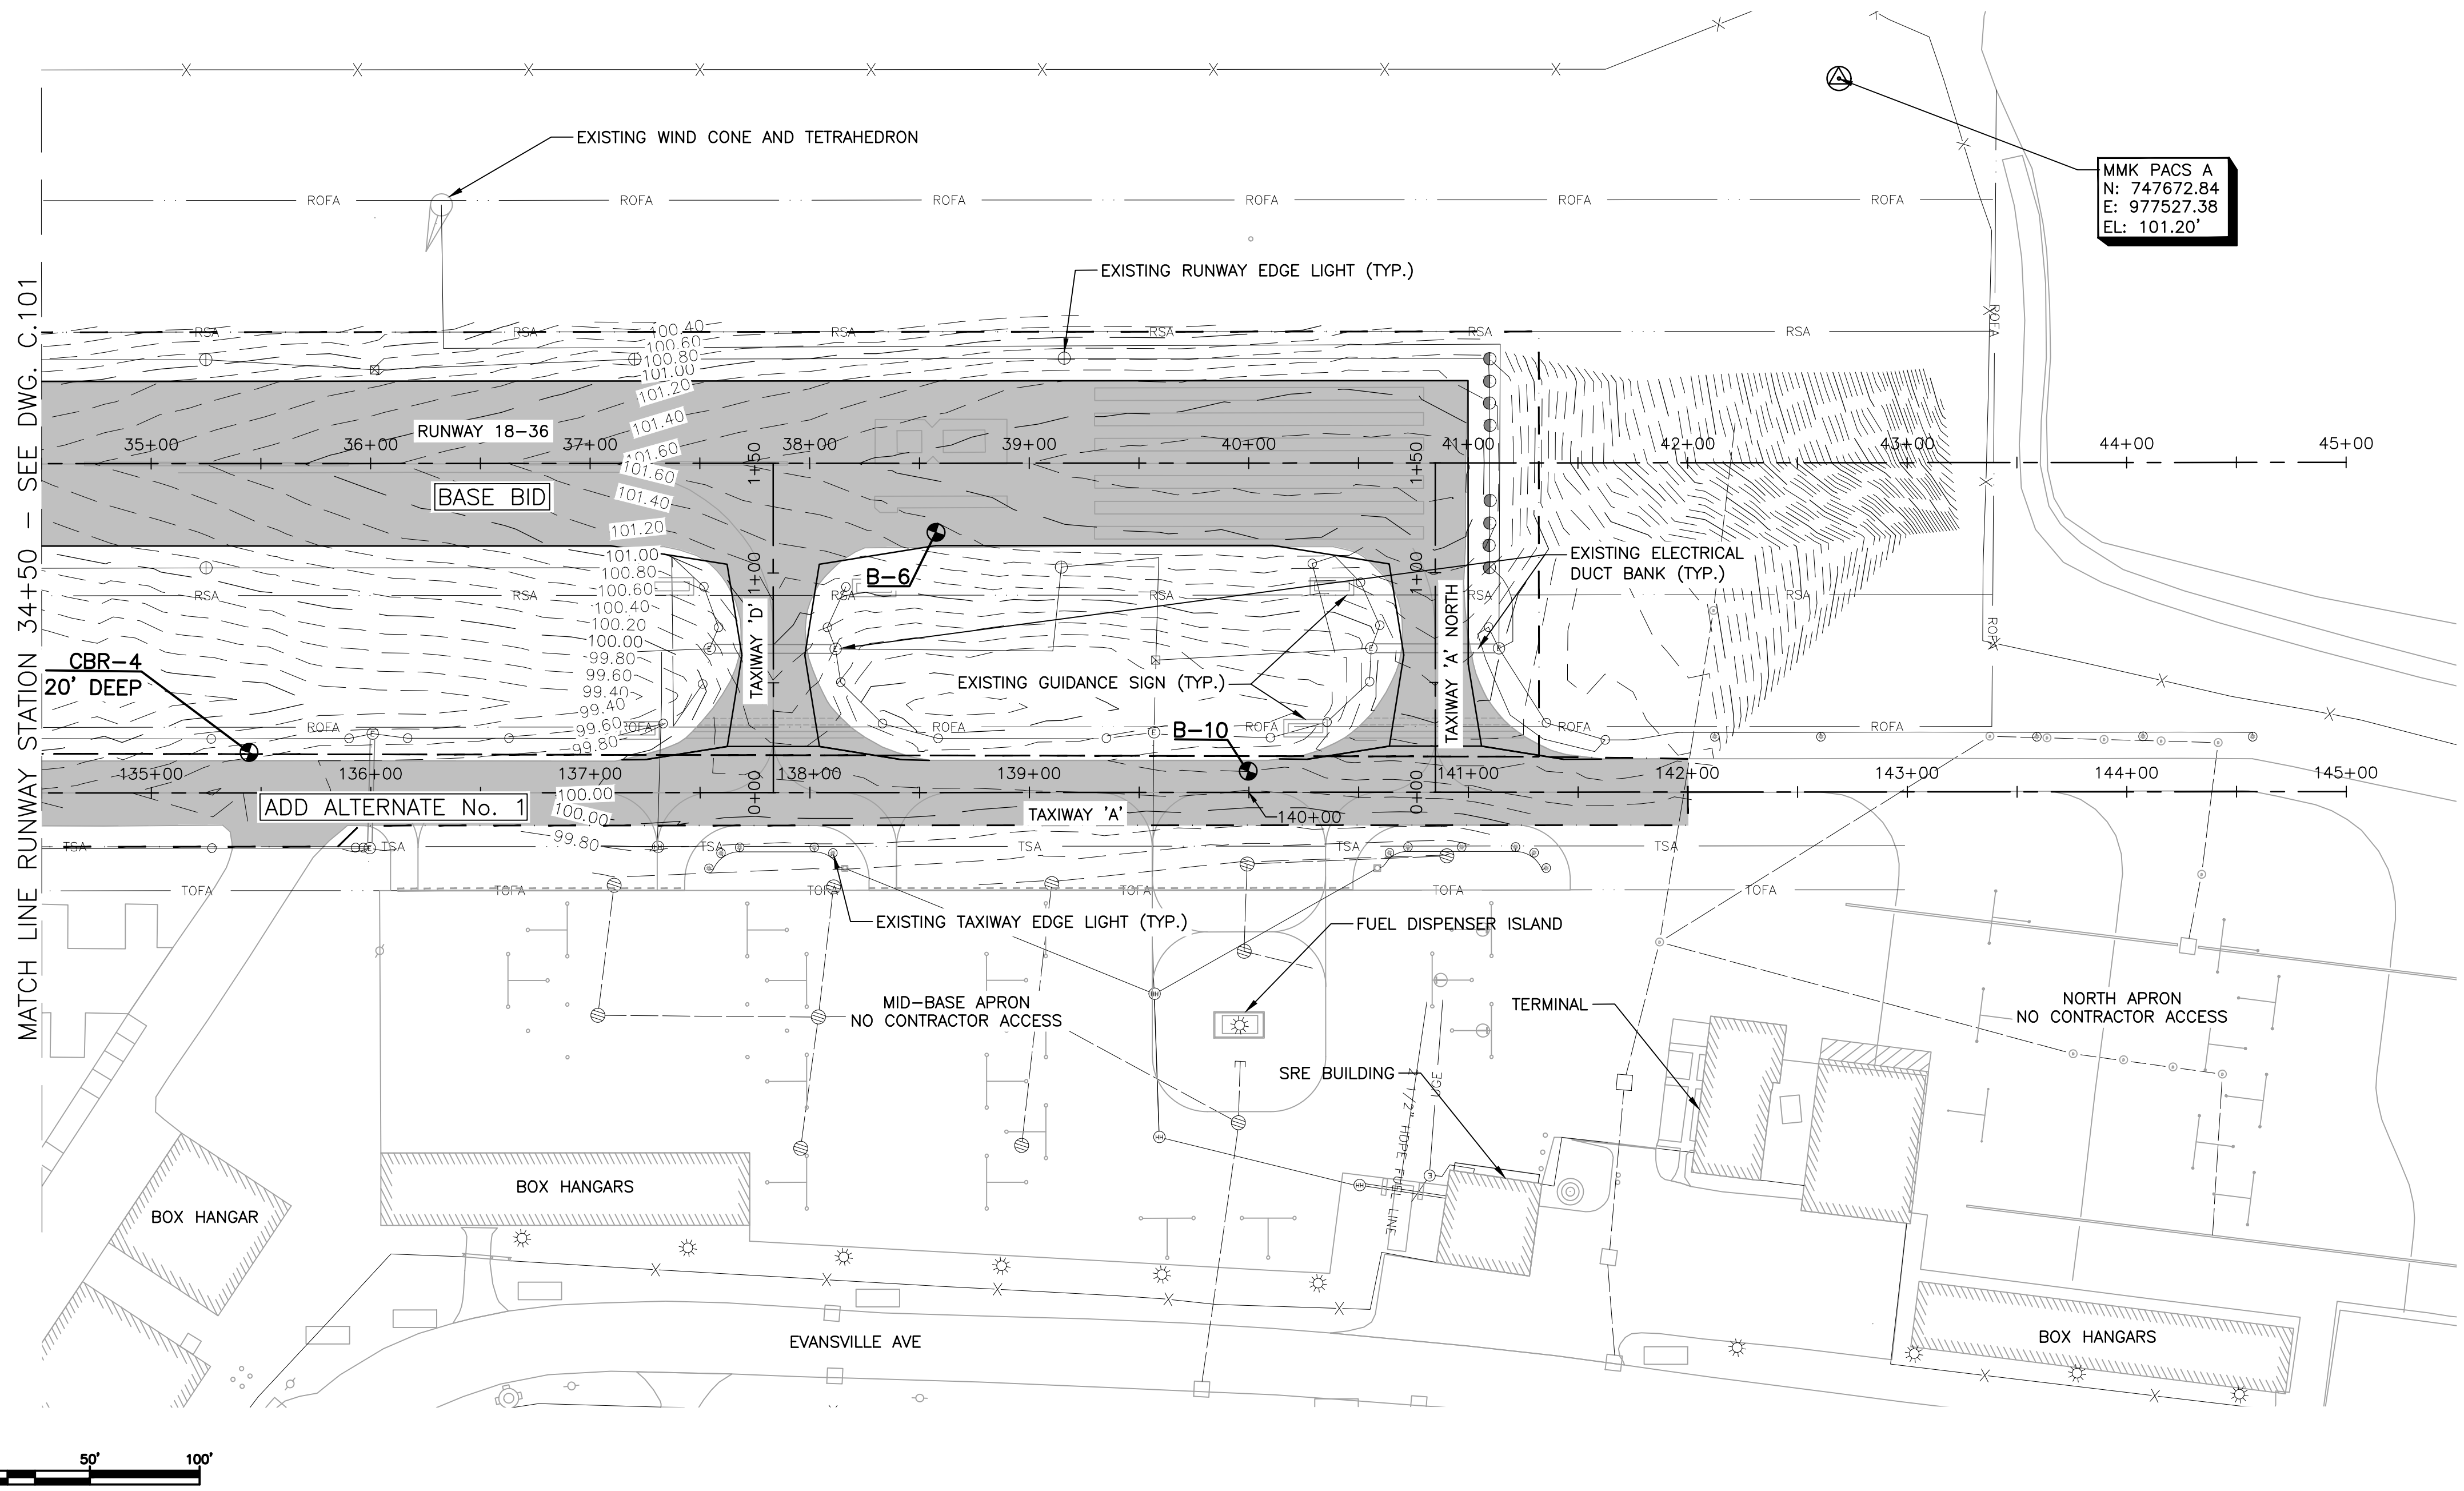 EXISTING WIND CONE AND TETRAHEDRON
MMK PACS A
N: 747672.84
E: 977527.38
EL: 101.20'
ROFA
ROFA
ROFA
ROFA
ROFA
ROFA
EXISTING RUNWAY EDGE LIGHT (TYP.)
MATCH LINE RUNWAY STATION 34+50 - SEE DWG. C.101
RSA
RSA
RSA
RSA
RSA
RSA
ROFA
100.40
100.60
100.80
101.00
101.20
101.40
101.60
101.60
101.40
101.20
101.00
100.80
100.60
100.40
100.20
100.00
99.80
99.60
99.40
99.40
99.60
99.80
RUNWAY 18-36
35+00
36+00
37+00
38+00
39+00
40+00
41+00
42+00
43+00
44+00
45+00
BASE BID
1+50
1+00
0+00
TAXIWAY 'D'
1+50
1+00
0+00
TAXIWAY 'A' NORTH
B-6
EXISTING ELECTRICAL
DUCT BANK (TYP.)
RSA
RSA
RSA
RSA
RSA
RSA
ROFA
CBR-4
20' DEEP
EXISTING GUIDANCE SIGN (TYP.)
B-10
ROFA
ROFA
ROFA
ROFA
ROFA
ROFA
135+00
136+00
137+00
138+00
139+00
141+00
142+00
143+00
144+00
145+00
100.00
100.00
99.80
ADD ALTERNATE No. 1
TAXIWAY 'A'
140+00
TSA
TSA
TSA
TSA
TSA
TSA
TOFA
TOFA
TOFA
TOFA
TOFA
TOFA
EXISTING TAXIWAY EDGE LIGHT (TYP.)
FUEL DISPENSER ISLAND
MID-BASE APRON
NO CONTRACTOR ACCESS
TERMINAL
NORTH APRON
NO CONTRACTOR ACCESS
SRE BUILDING
UGE
2 1/2" HDPE FUEL LINE
HH
HH
HH
3
BOX HANGARS
BOX HANGAR
BOX HANGARS
EVANSVILLE AVE
50'
100'